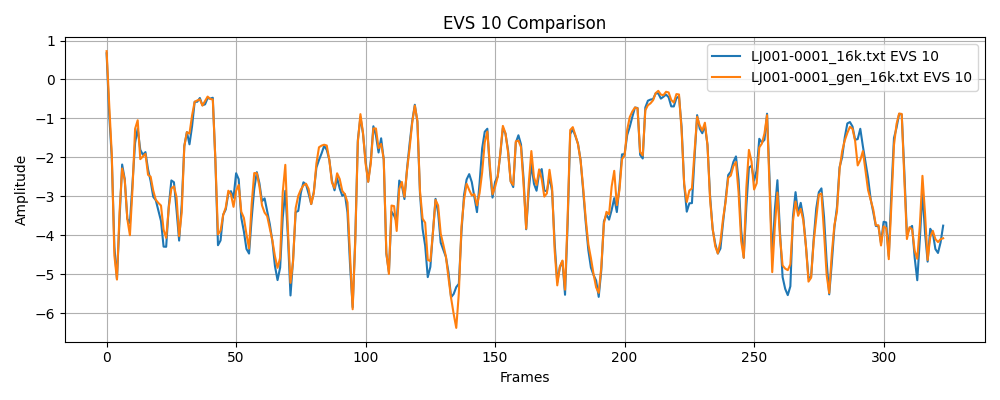 EVS 10 Comparison
LJ001-0001_16k.txt EVS 10
LJ001-0001_gen_16k.txt EVS 10
Amplitude
1
0
−1
−2
−3
−4
−5
−6
0 50 100 150 200 250 300
Frames